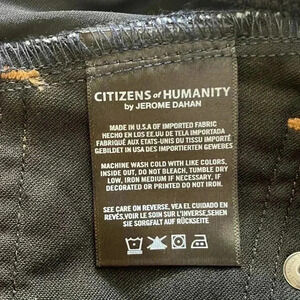 CITIZENS of HUMANITY
by JEROME DAHAN
MADE IN U.S.A OF IMPORTED FABRIC
HECHO EN LOS EE.UU DE TELA IMPORTADA
FABRIQUÉ AUX ETATS-UNIS DU TISSU IMPORTÉ
GEBILDET IN USA DES IMPORTIERTEN GEWEBES
MACHINE WASH COLD WITH LIKE COLORS,
INSIDE OUT, DO NOT BLEACH, TUMBLE DRY
LOW, IRON MEDIUM IF NECESSARY, IF
DECORATED OR PRINTED DO NOT IRON.
SEE CARE ON REVERSE, VEA EL CUIDADO EN
REVÉS, VOIR LE SOIN SUR L'INVERSE, SEHEN
SIE SORGFALT AUF RÜCKSEITE